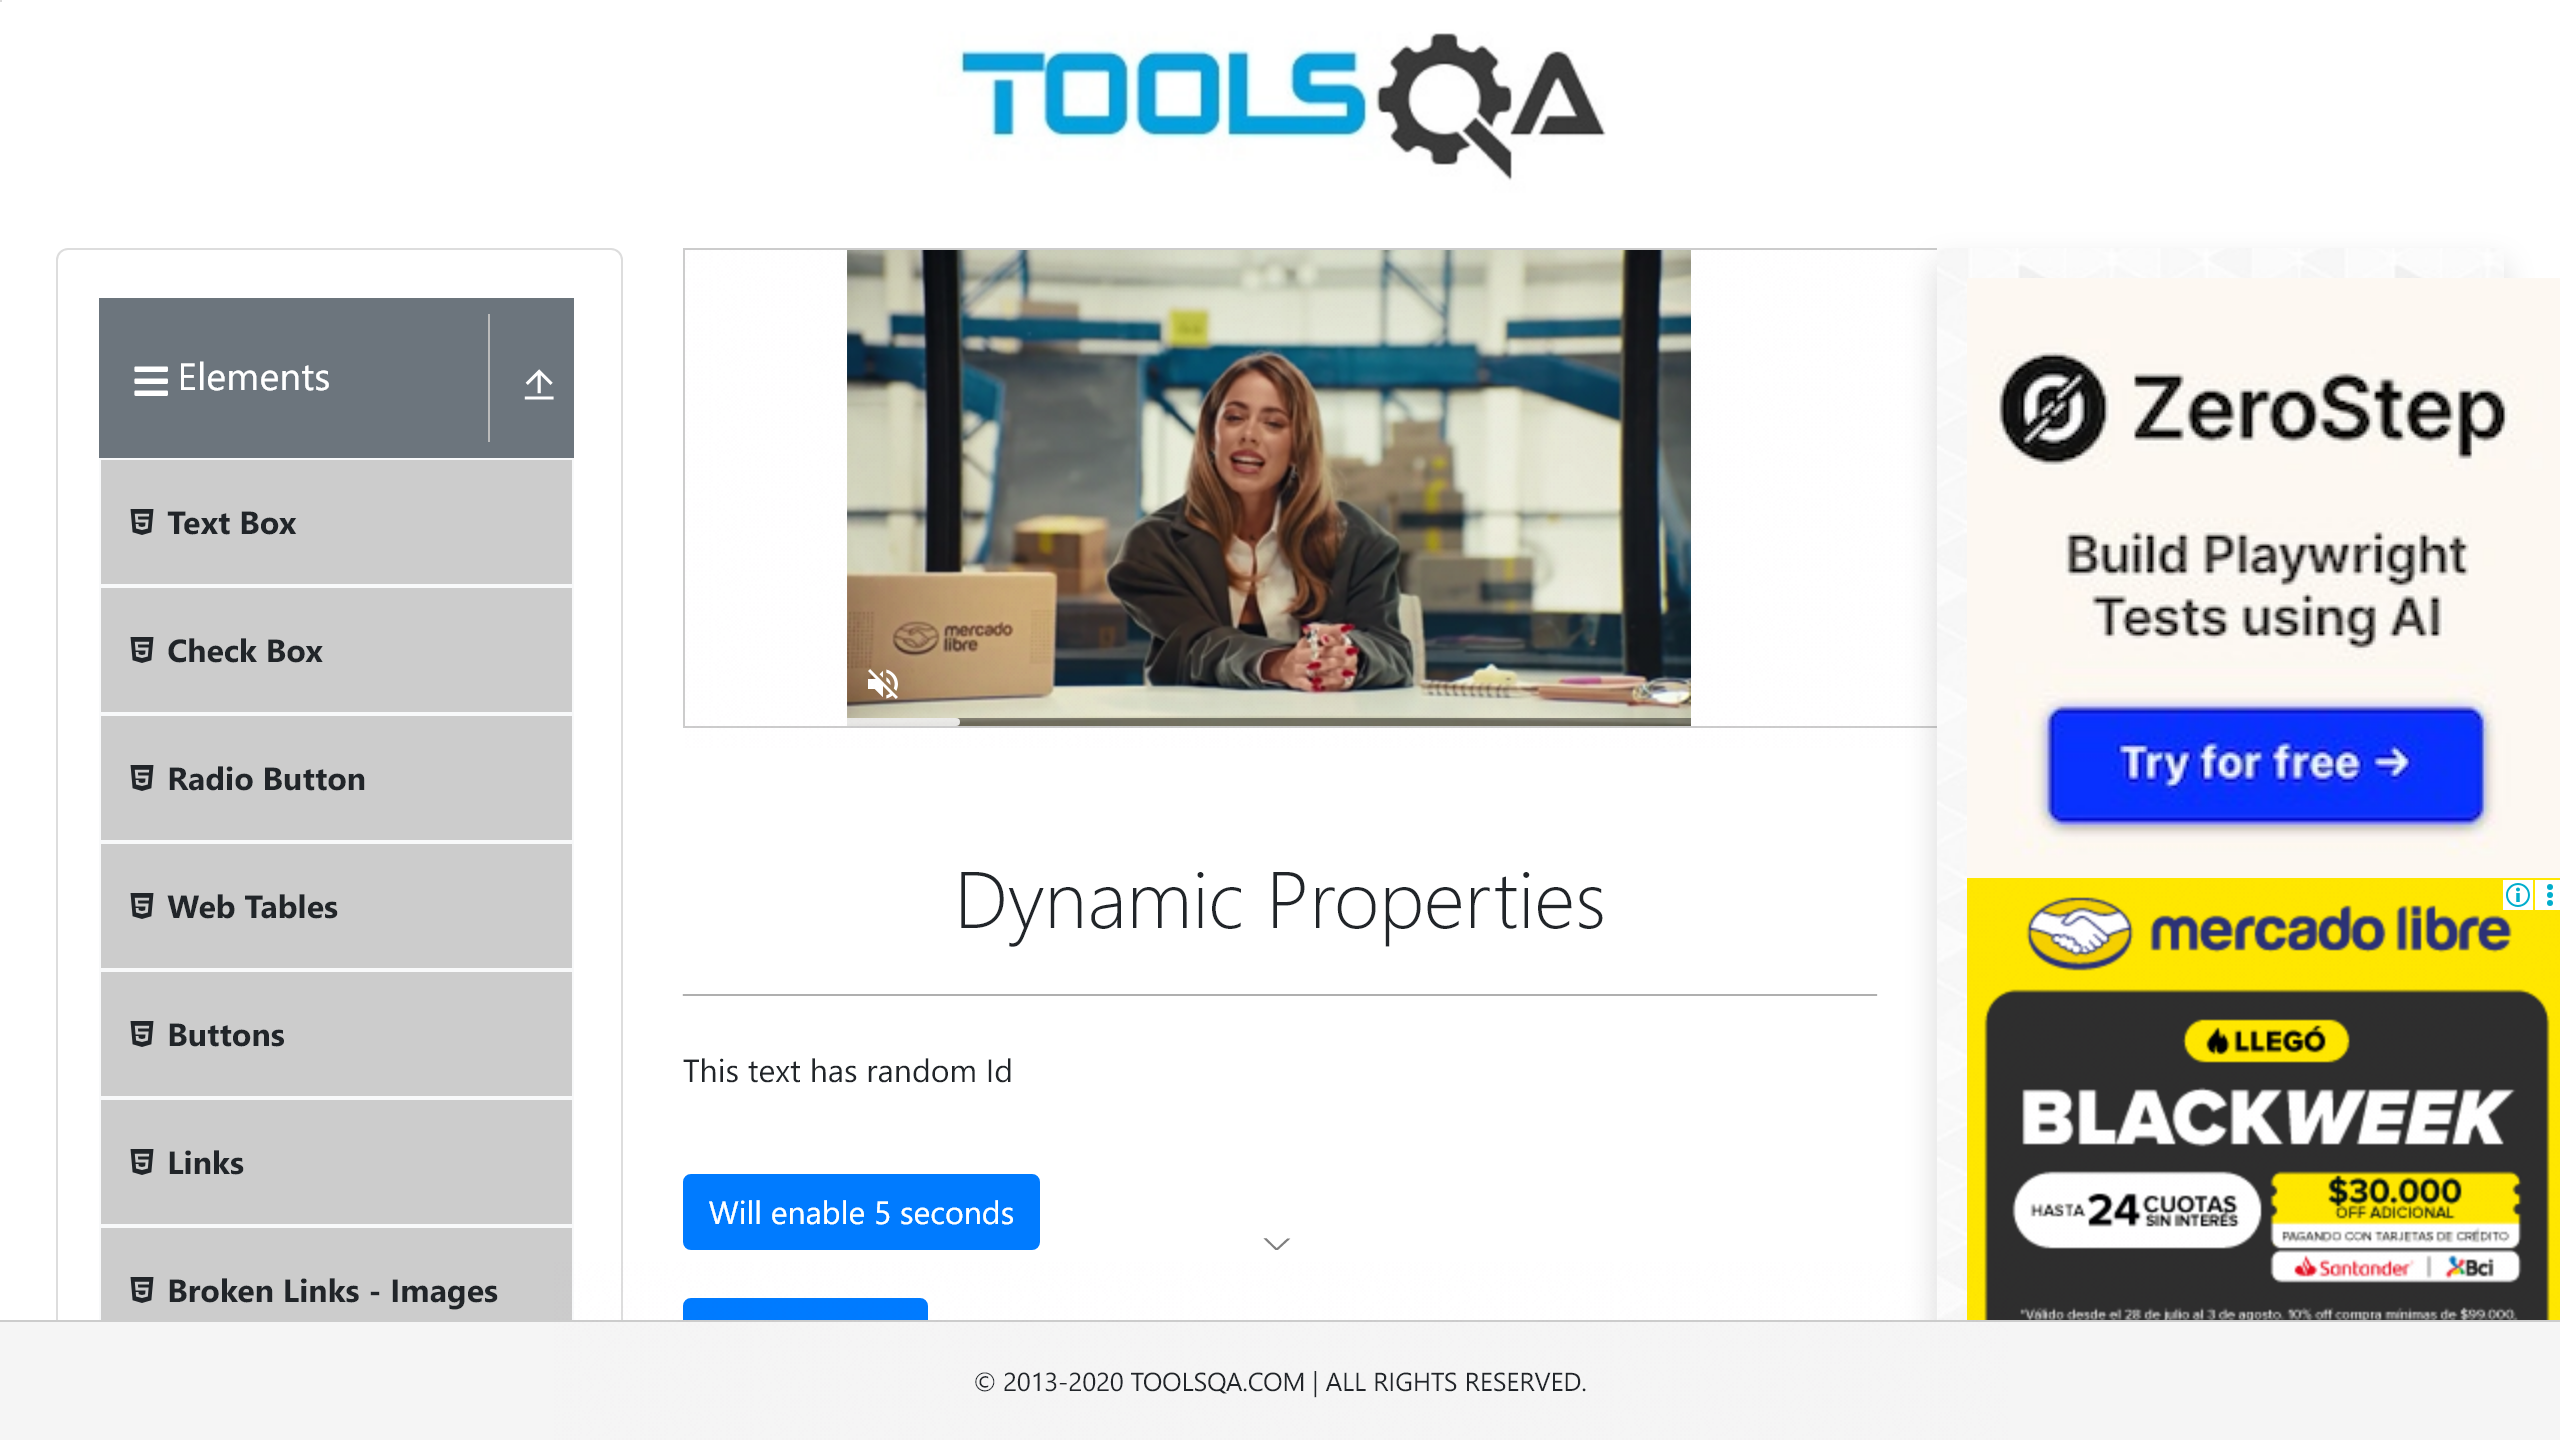 TOOLSQA
Elements
Text Box
Check Box
Radio Button
Web Tables
Buttons
Links
Broken Links - Images
mercado
libre
Dynamic Properties
This text has random Id
Will enable 5 seconds
ZeroStep
Build Playwright
Tests using AI
Try for free →
mercado libre
LLEGÓ
BLACKWEEK
HASTA 24 CUOTAS
SIN INTERÉS
$30.000
OFF ADICIONAL
PAGANDO CON TARJETAS DE CRÉDITO
Santander | Bci
*Válido desde el 28 de julio al 3 de agosto. 10% off compra mínimas de $99.000.
© 2013-2020 TOOLSQA.COM | ALL RIGHTS RESERVED.